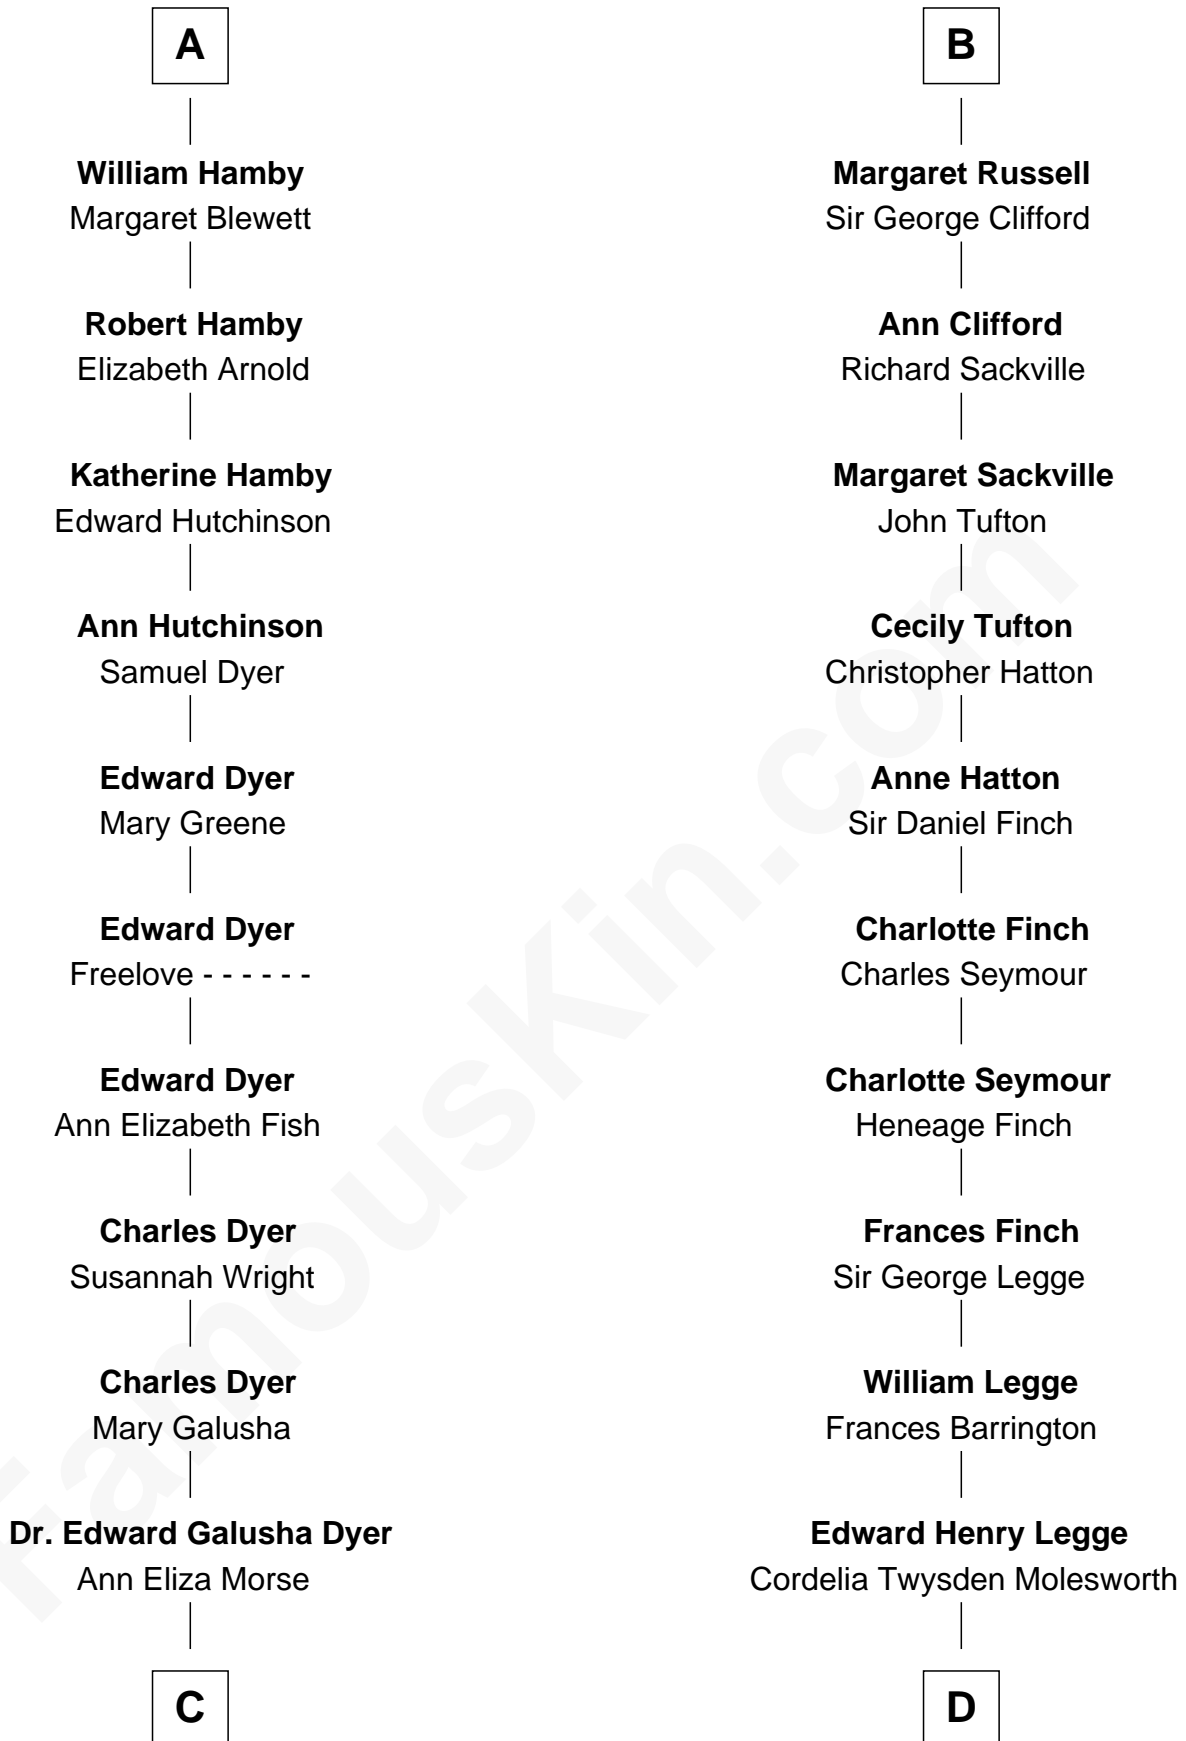 A
William Hamby
Margaret Blewett
Robert Hamby
Elizabeth Arnold
Katherine Hamby
Edward Hutchinson
Ann Hutchinson
Samuel Dyer
Edward Dyer
Mary Greene
Edward Dyer
Freelove - - - - - -
Edward Dyer
Ann Elizabeth Fish
Charles Dyer
Susannah Wright
Charles Dyer
Mary Galusha
Dr. Edward Galusha Dyer
Ann Eliza Morse
C
B
Margaret Russell
Sir George Clifford
Ann Clifford
Richard Sackville
Margaret Sackville
John Tufton
Cecily Tufton
Christopher Hatton
Anne Hatton
Sir Daniel Finch
Charlotte Finch
Charles Seymour
Charlotte Seymour
Heneage Finch
Frances Finch
Sir George Legge
William Legge
Frances Barrington
Edward Henry Legge
Cordelia Twysden Molesworth
D
FamousKin.com